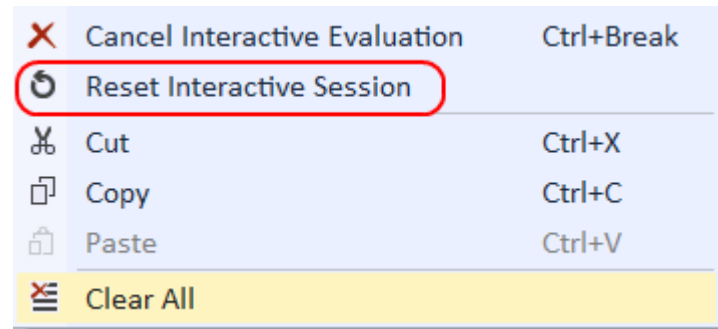 Cancel Interactive Evaluation Ctrl+Break
Reset Interactive Session
Cut Ctrl+X
Copy Ctrl+C
Paste Ctrl+V
Clear All